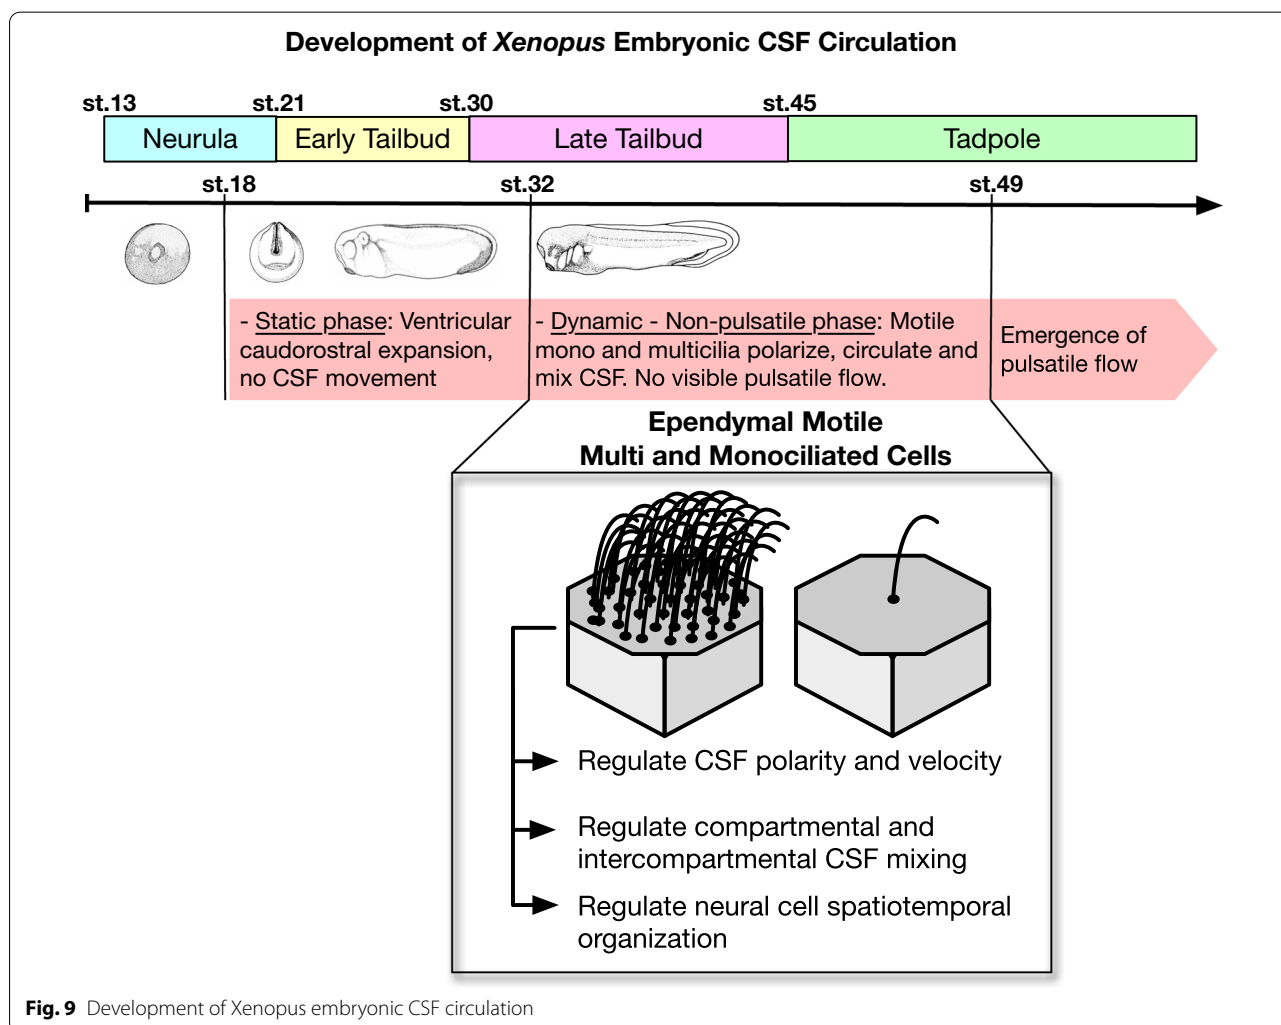 Development of Xenopus Embryonic CSF Circulation
st.13 st.21 st.30 st.45
Neurula Early Tailbud Late Tailbud Tadpole
st.18 st.32 st.49
- Static phase: Ventricular
caudorostral expansion,
no CSF movement
- Dynamic - Non-pulsatile phase: Motile
mono and multicilia polarize, circulate and
mix CSF. No visible pulsatile flow.
Emergence of
pulsatile flow
Ependymal Motile
Multi and Monociliated Cells
Regulate CSF polarity and velocity
Regulate compartmental and
intercompartmental CSF mixing
Regulate neural cell spatiotemporal
organization
Fig. 9 Development of Xenopus embryonic CSF circulation